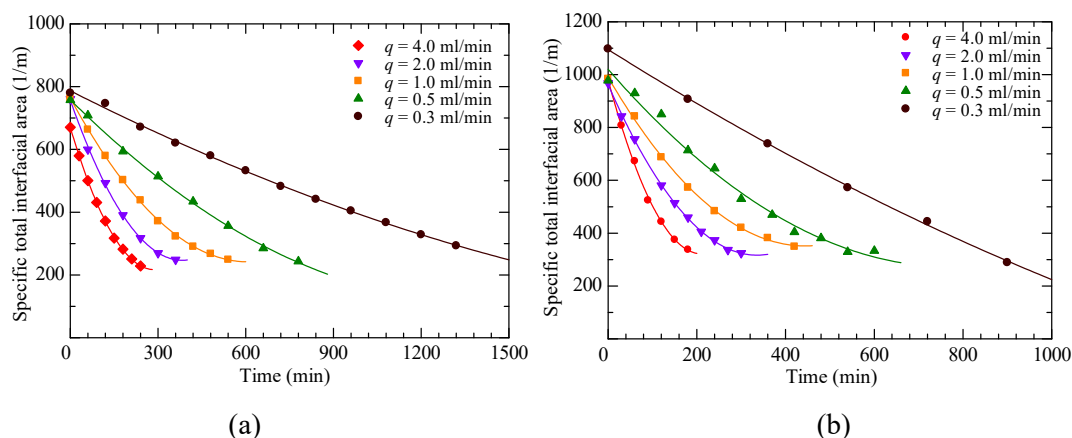 1000
800
600
400
200
Specific total interfacial area (1/m)
q = 4.0 ml/min
q = 2.0 ml/min
q = 1.0 ml/min
q = 0.5 ml/min
q = 0.3 ml/min
0 300 600 900 1200 1500
Time (min)
(a)
1200
1000
800
600
400
200
Specific total interfacial area (1/m)
q = 4.0 ml/min
q = 2.0 ml/min
q = 1.0 ml/min
q = 0.5 ml/min
q = 0.3 ml/min
0 200 400 600 800 1000
Time (min)
(b)